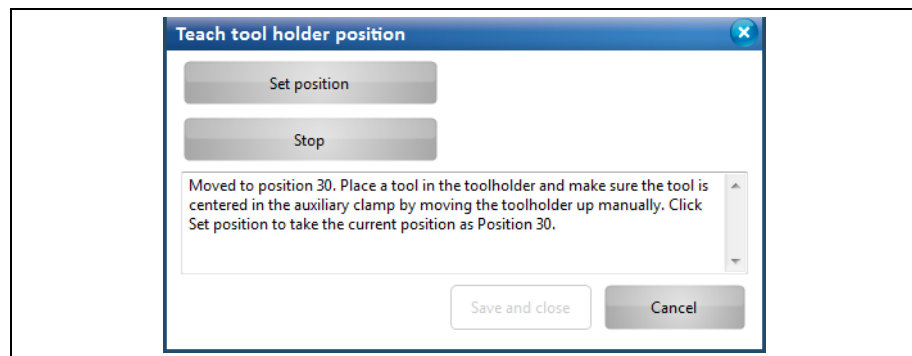 Teach tool holder position
Set position
Stop
Moved to position 30. Place a tool in the toolholder and make sure the tool is
centered in the auxiliary clamp by moving the toolholder up manually. Click
Set position to take the current position as Position 30.
Save and close
Cancel